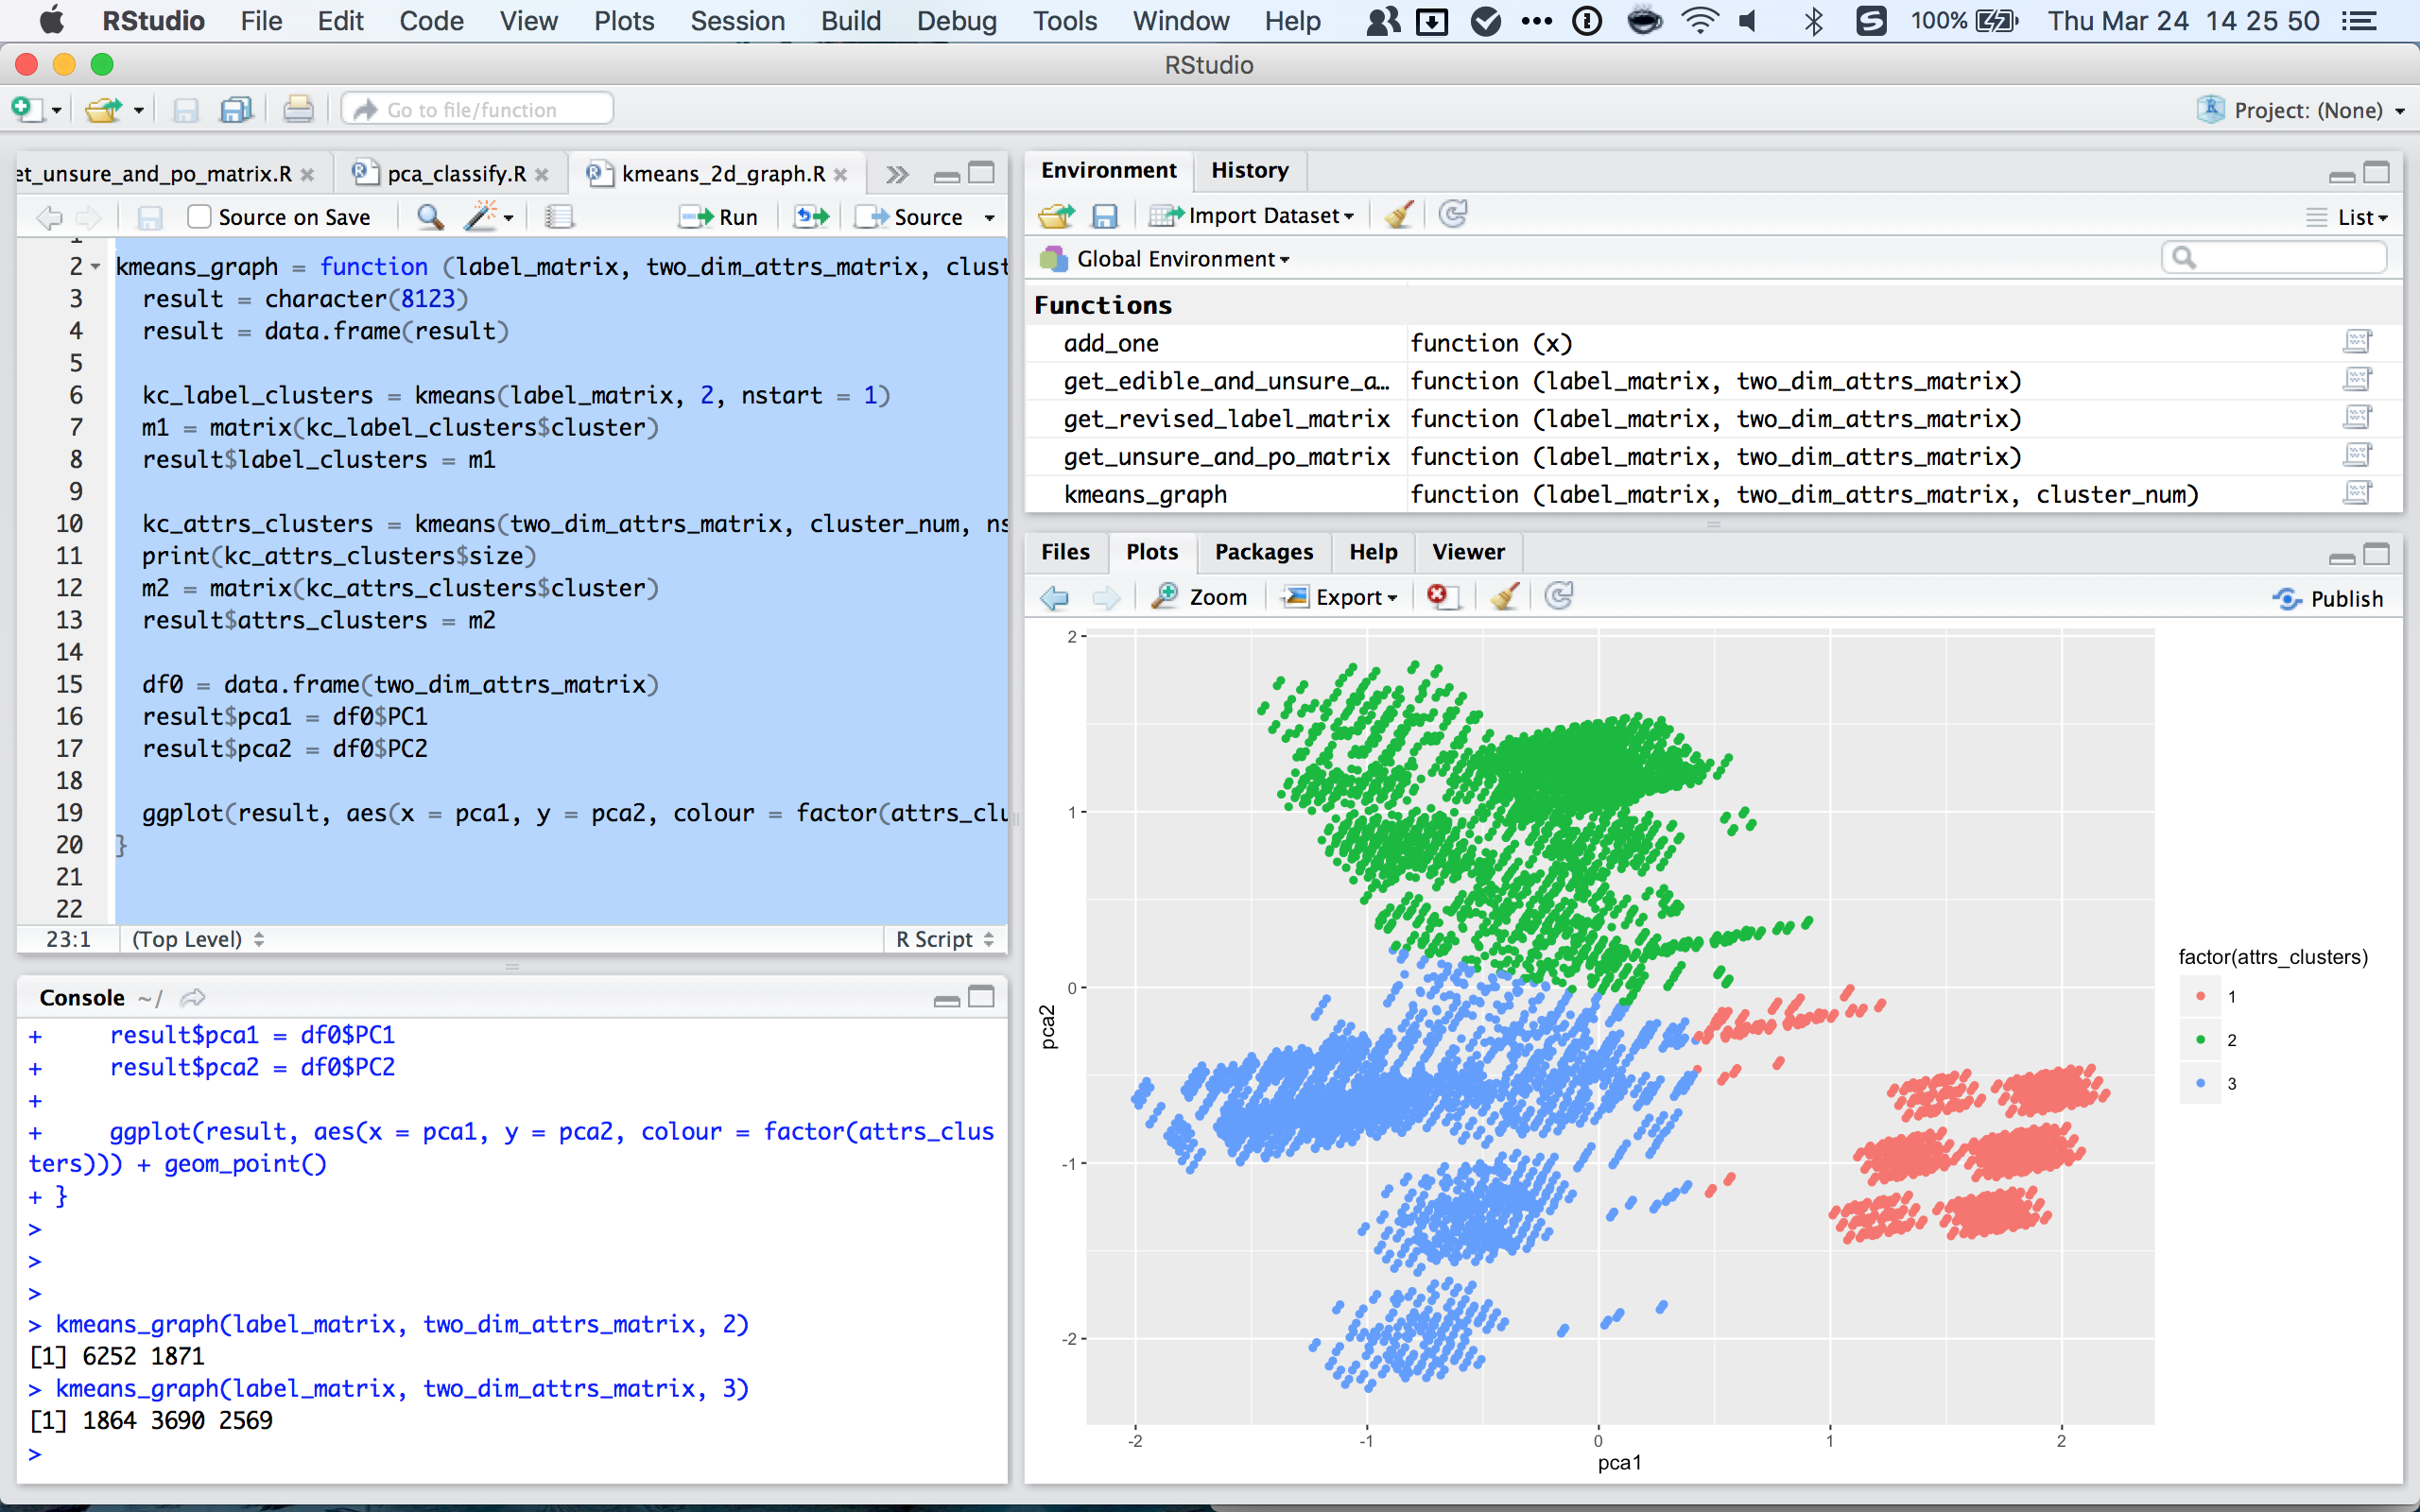 RStudio File Edit Code View Plots Session Build Debug Tools Window Help 100% Thu Mar 24 14 25 50
RStudio
Go to file/function
Project: (None)
et_unsure_and_po_matrix.R pca_classify.R kmeans_2d_graph.R
Source on Save Run Source
1
2 kmeans_graph = function (label_matrix, two_dim_attrs_matrix, clust
3 result = character(8123)
4 result = data.frame(result)
5
6 kc_label_clusters = kmeans(label_matrix, 2, nstart = 1)
7 m1 = matrix(kc_label_clusters$cluster)
8 result$label_clusters = m1
9
10 kc_attrs_clusters = kmeans(two_dim_attrs_matrix, cluster_num, ns
11 print(kc_attrs_clusters$size)
12 m2 = matrix(kc_attrs_clusters$cluster)
13 result$attrs_clusters = m2
14
15 df0 = data.frame(two_dim_attrs_matrix)
16 result$pca1 = df0$PC1
17 result$pca2 = df0$PC2
18
19 ggplot(result, aes(x = pca1, y = pca2, colour = factor(attrs_clu
20 }
21
22
23:1 (Top Level) R Script
Console ~/
+ result$pca1 = df0$PC1
+ result$pca2 = df0$PC2
+
+ ggplot(result, aes(x = pca1, y = pca2, colour = factor(attrs_clus
ters))) + geom_point()
+ }
>
>
>
> kmeans_graph(label_matrix, two_dim_attrs_matrix, 2)
[1] 6252 1871
> kmeans_graph(label_matrix, two_dim_attrs_matrix, 3)
[1] 1864 3690 2569
>
Environment History
Import Dataset List
Global Environment
Functions
add_one function (x)
get_edible_and_unsure_a… function (label_matrix, two_dim_attrs_matrix)
get_revised_label_matrix function (label_matrix, two_dim_attrs_matrix)
get_unsure_and_po_matrix function (label_matrix, two_dim_attrs_matrix)
kmeans_graph function (label_matrix, two_dim_attrs_matrix, cluster_num)
Files Plots Packages Help Viewer
Zoom Export Publish
2
1
0
-1
-2
pca2
-2 -1 0 1 2
pca1
factor(attrs_clusters)
1
2
3